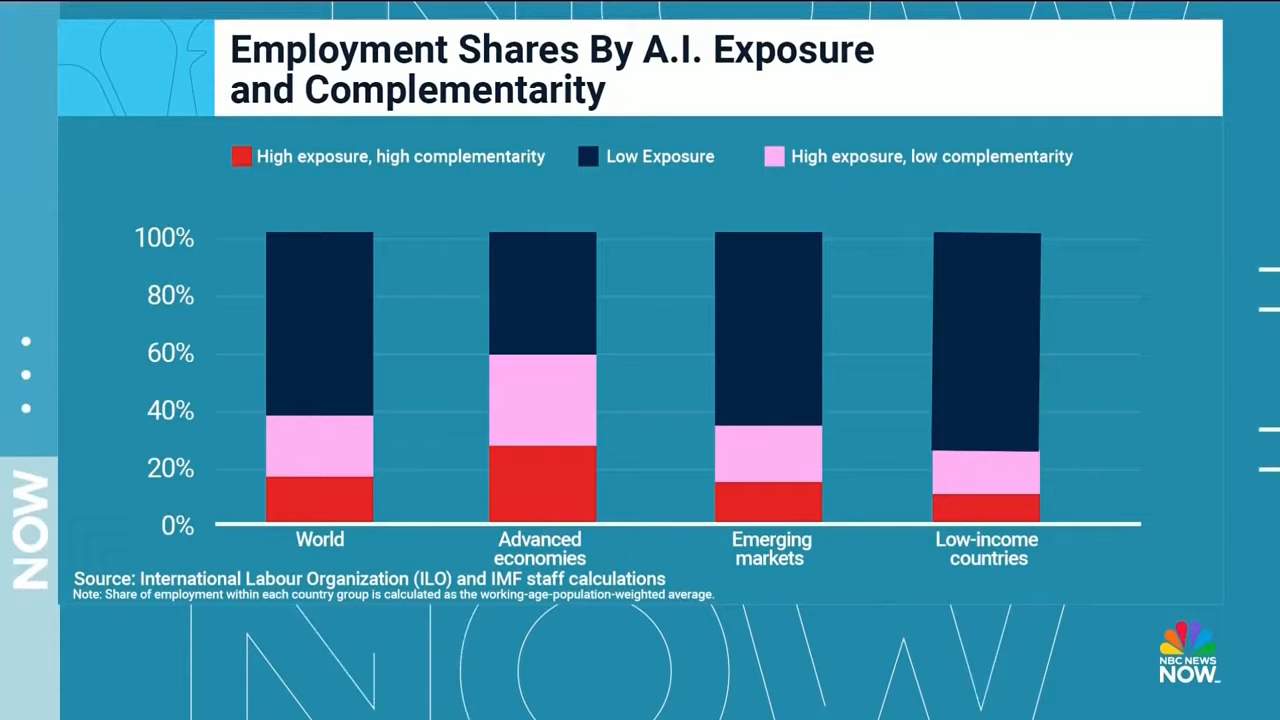 Employment Shares By A.I. Exposure
and Complementarity
High exposure, high complementarity
Low Exposure
High exposure, low complementarity
100%
80%
60%
40%
20%
0%
World
Advanced
economies
Emerging
markets
Low-income
countries
Source: International Labour Organization (ILO) and IMF staff calculations
Note: Share of employment within each country group is calculated as the working-age-population-weighted average.
NOW
NOW
NBC NEWS
NOW